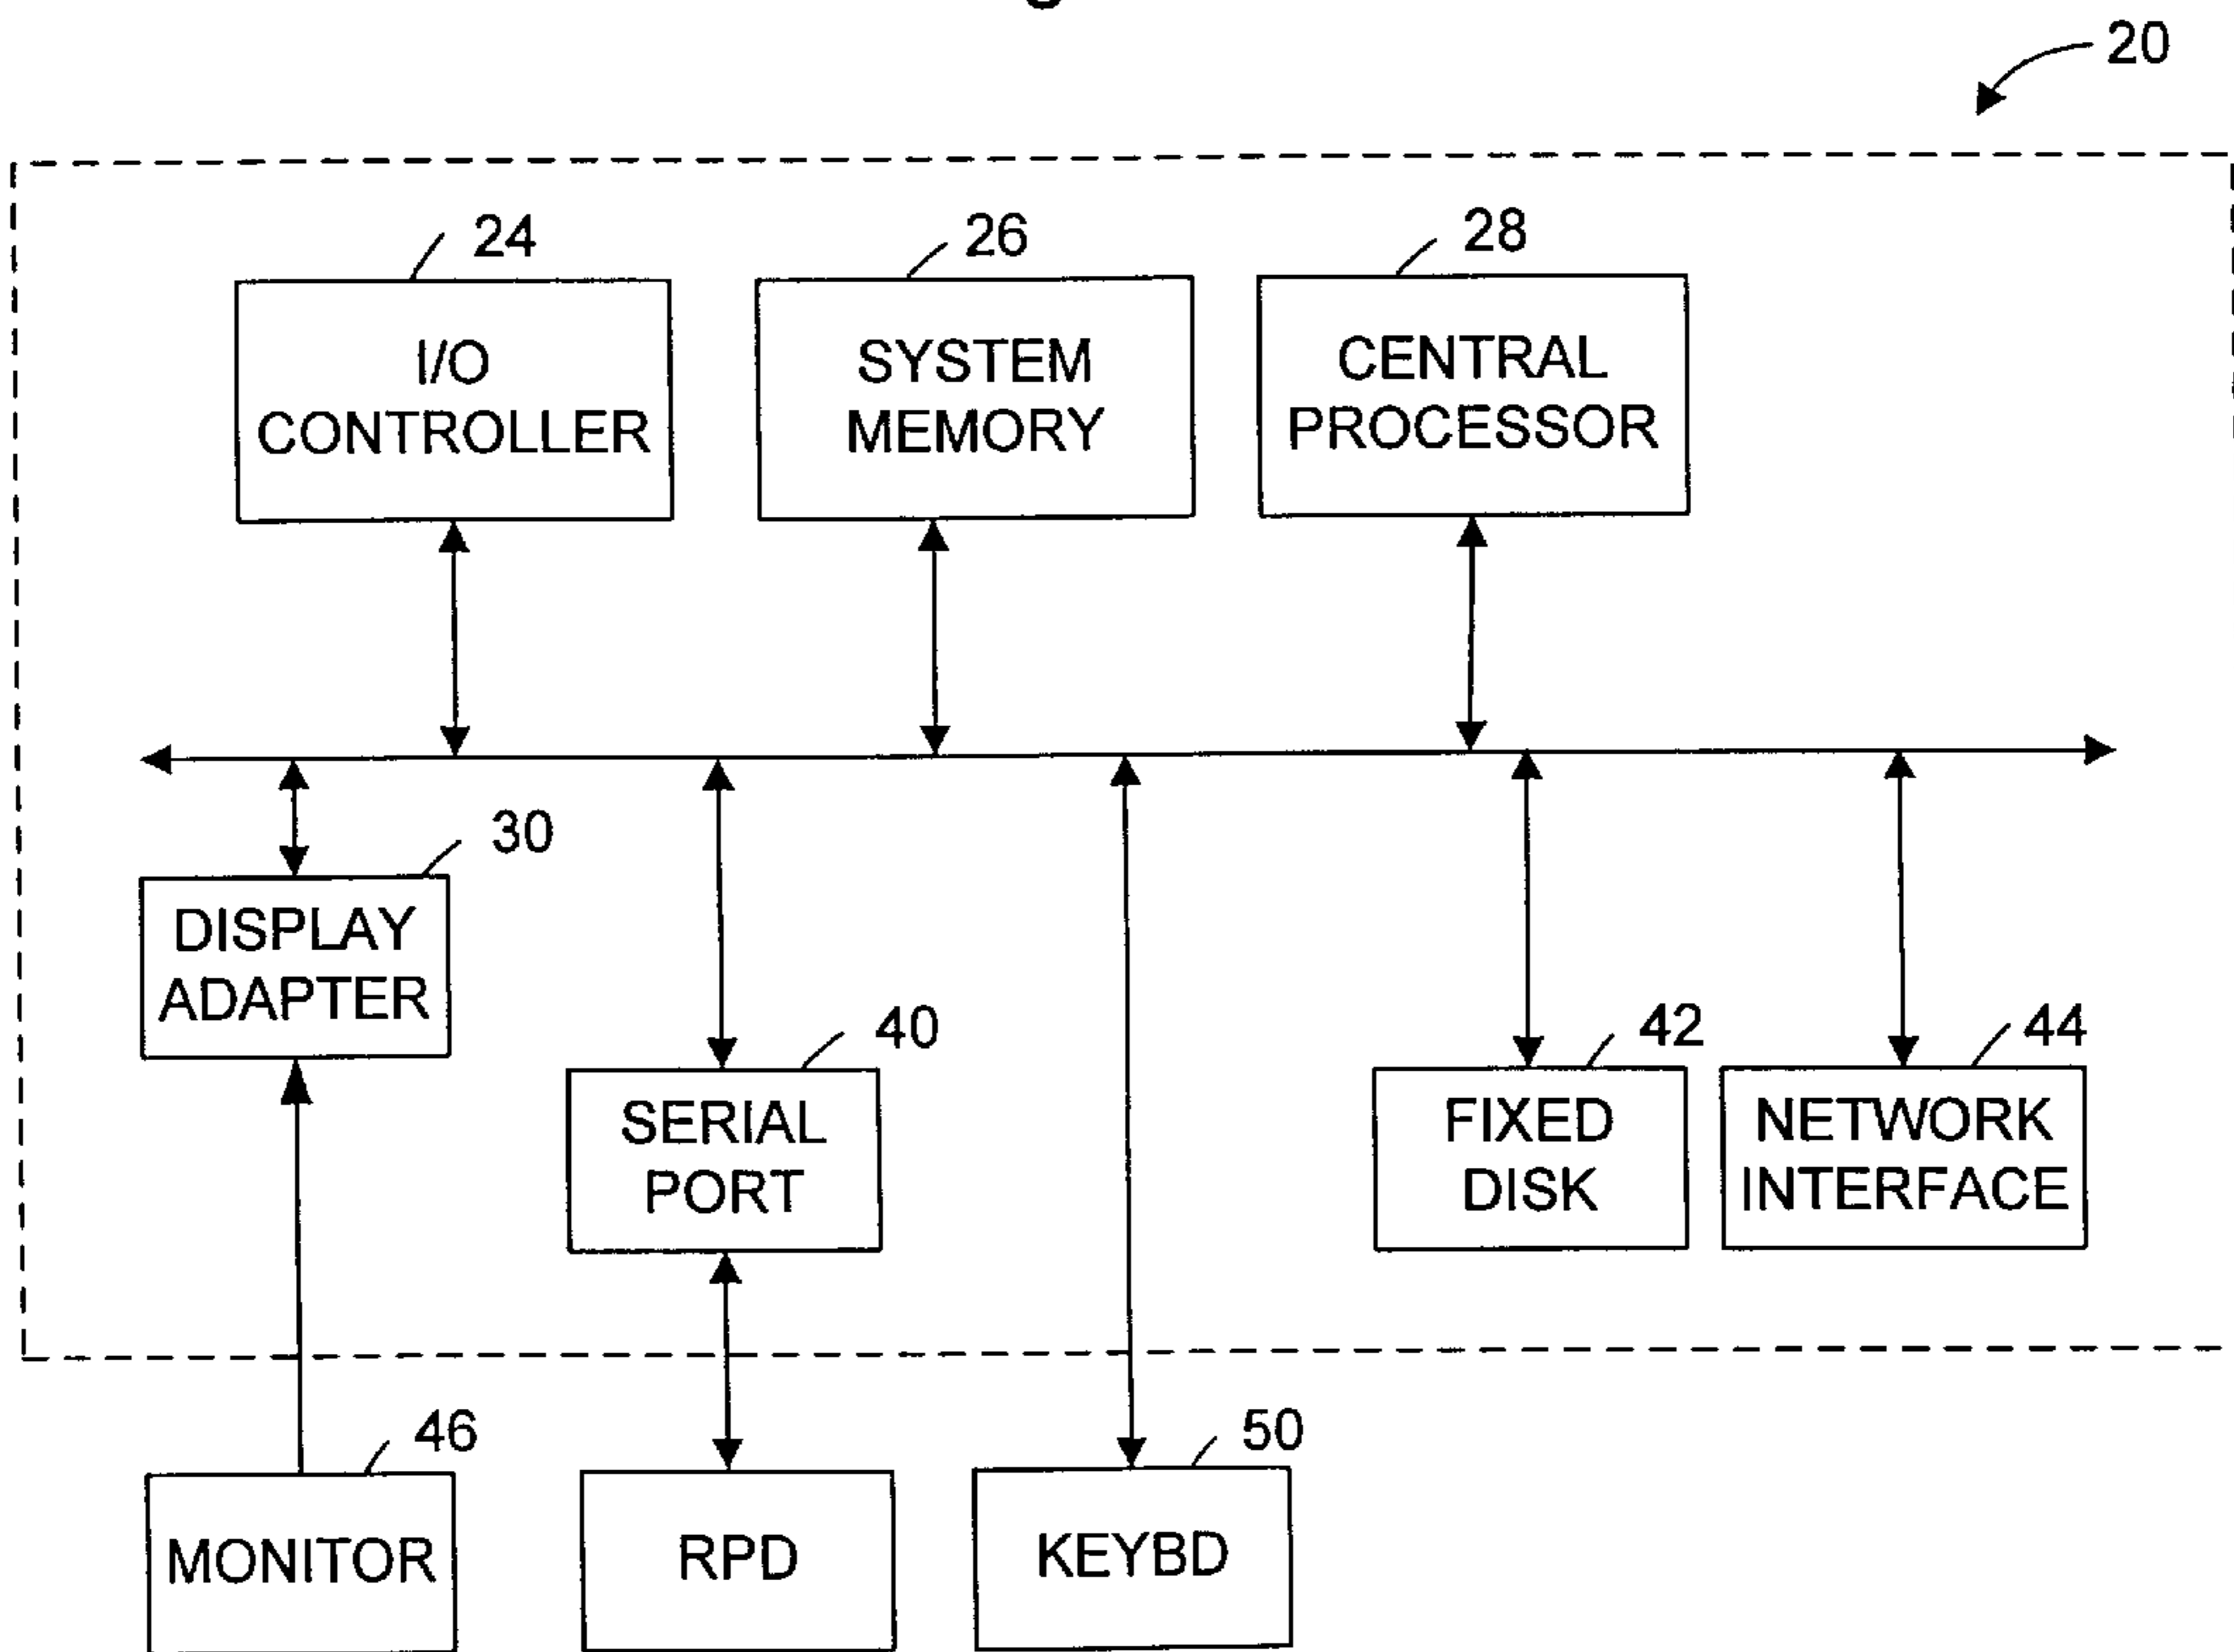 20
24
26
28
I/O
CONTROLLER
SYSTEM
MEMORY
CENTRAL
PROCESSOR
30
DISPLAY
ADAPTER
40
SERIAL
PORT
42
FIXED
DISK
44
NETWORK
INTERFACE
46
MONITOR
RPD
50
KEYBD